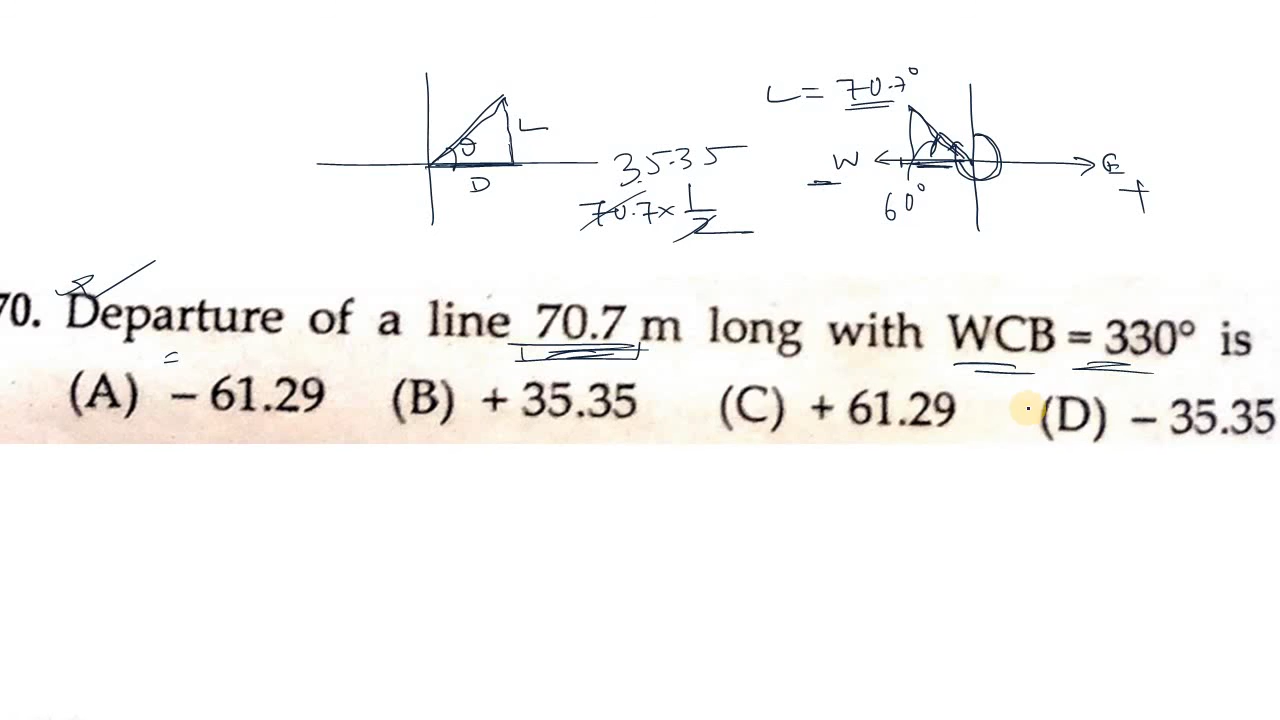 L = 70.7°
θ
L
D
35.35
70.7 × 1/2
W
E
-
+
60°
70. Departure of a line 70.7 m long with WCB = 330° is
(A) – 61.29 (B) + 35.35 (C) + 61.29 (D) – 35.35